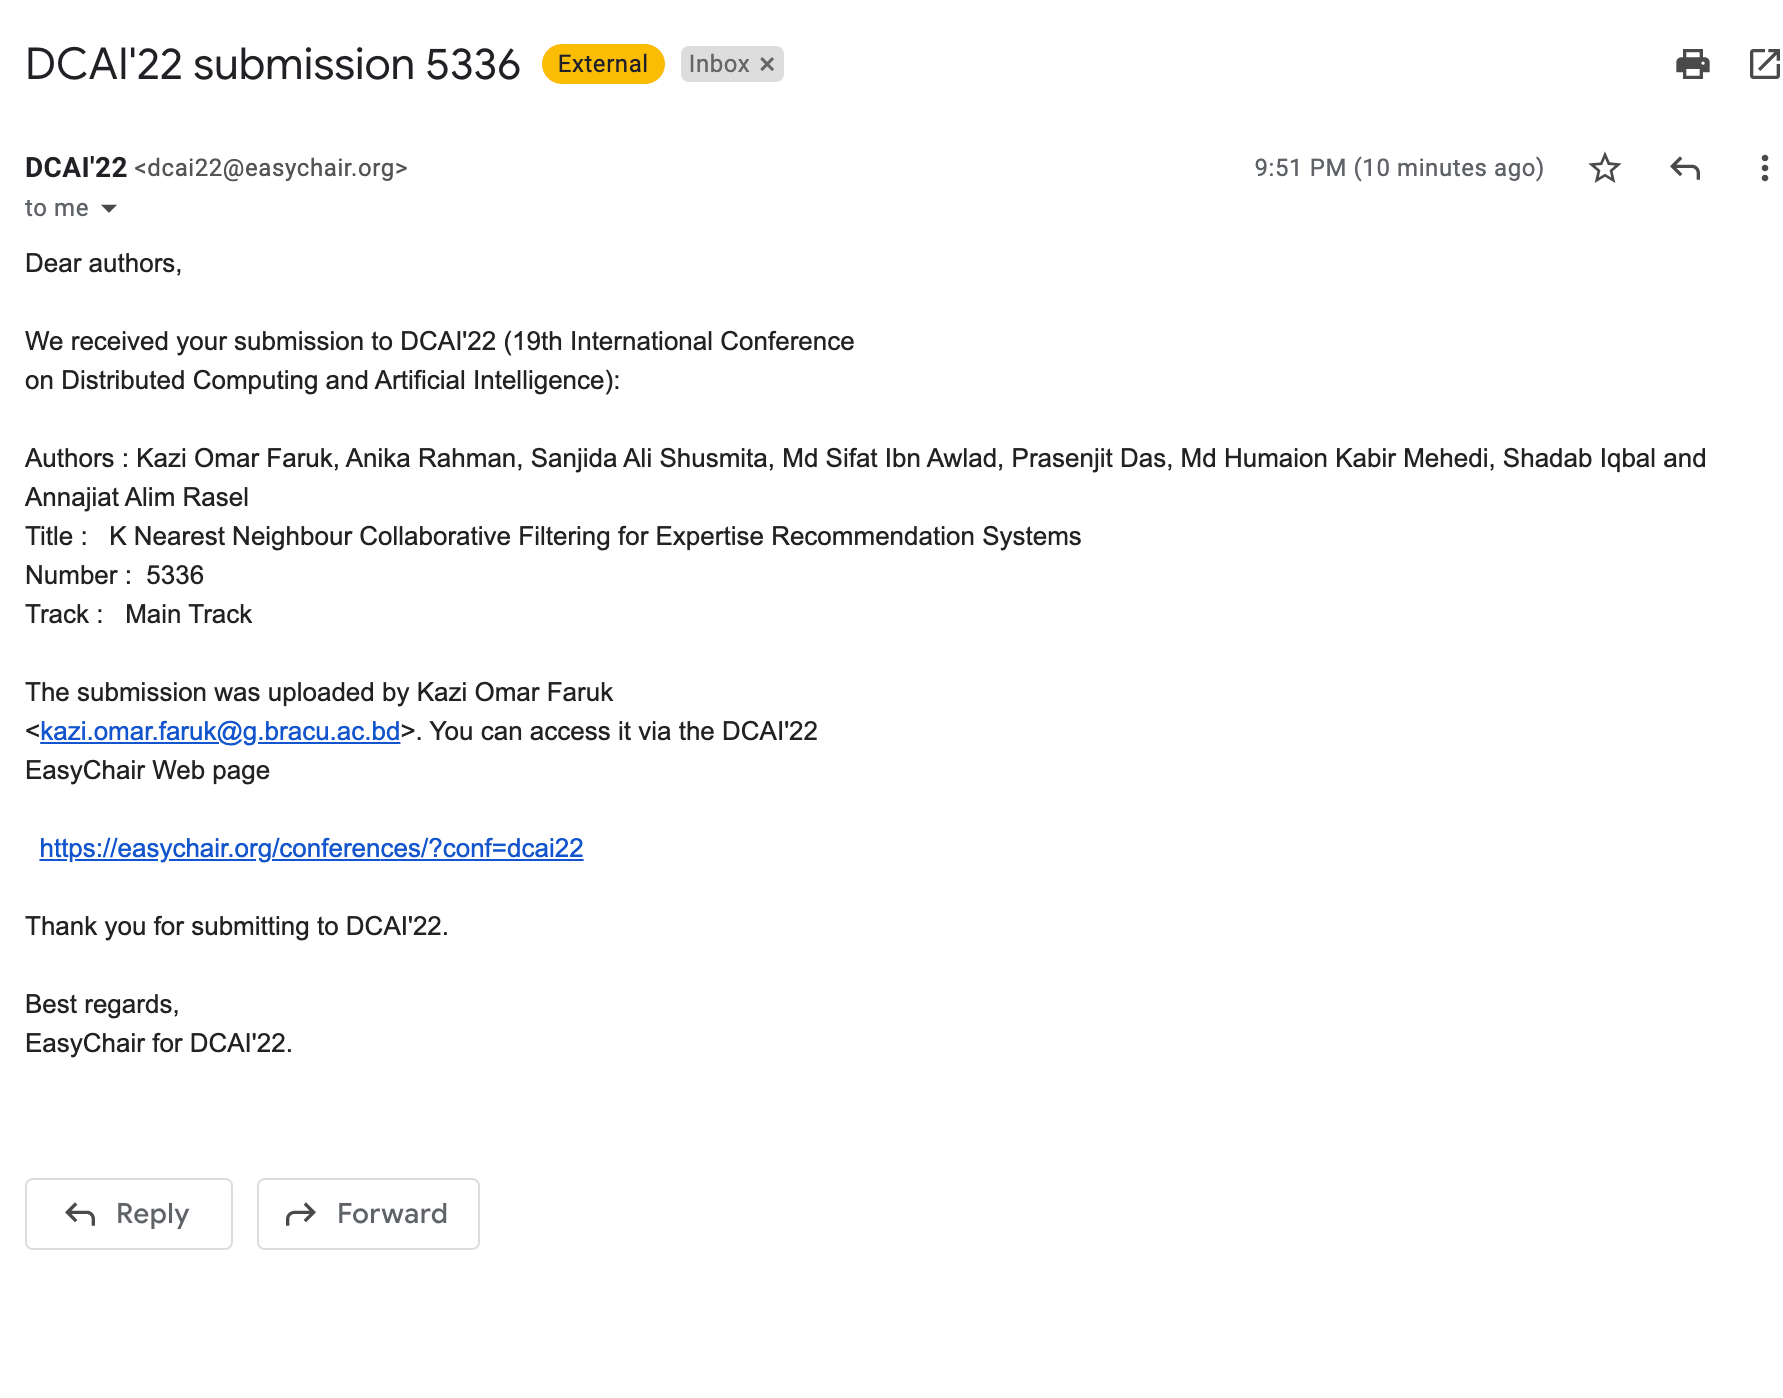 DCAI'22 submission 5336 External Inbox ×
DCAI'22 <dcai22@easychair.org> 9:51 PM (10 minutes ago)
to me
Dear authors,
We received your submission to DCAI'22 (19th International Conference
on Distributed Computing and Artificial Intelligence):
Authors : Kazi Omar Faruk, Anika Rahman, Sanjida Ali Shusmita, Md Sifat Ibn Awlad, Prasenjit Das, Md Humaion Kabir Mehedi, Shadab Iqbal and
Annajiat Alim Rasel
Title : K Nearest Neighbour Collaborative Filtering for Expertise Recommendation Systems
Number : 5336
Track : Main Track
The submission was uploaded by Kazi Omar Faruk
<kazi.omar.faruk@g.bracu.ac.bd>. You can access it via the DCAI'22
EasyChair Web page
https://easychair.org/conferences/?conf=dcai22
Thank you for submitting to DCAI'22.
Best regards,
EasyChair for DCAI'22.
Reply Forward